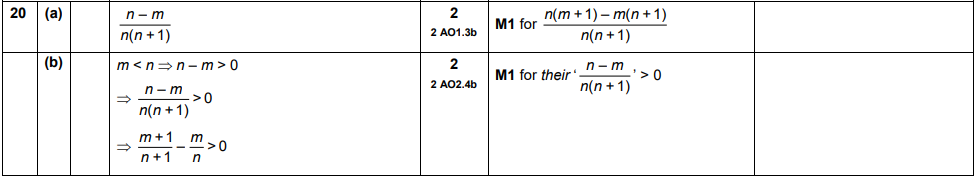 20 (a) (n – m)/(n(n + 1)) 2 M1 for (n(m + 1) – m(n + 1))/(n(n + 1))
2 AO1.3b
(b) m < n ⇒ n – m > 0 2 M1 for their ‘(n – m)/(n(n + 1))’ > 0
2 AO2.4b
⇒ (n – m)/(n(n + 1)) > 0
⇒ (m + 1)/(n + 1) – m/n > 0